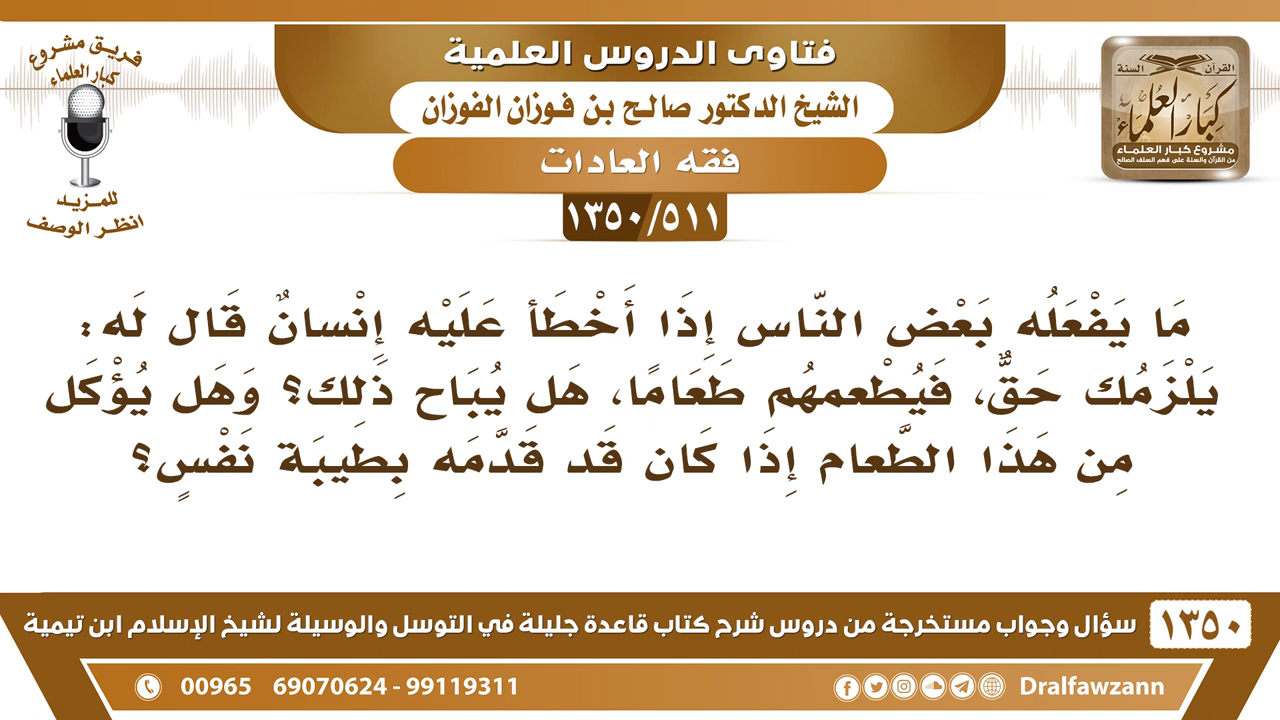 فتاوى الدروس العلمية
الشيخ الدكتور صالح بن فوزان الفوزان
فقه العادات
١٣٥٠/٥١١
فريق مشروع
كبار العلماء
للمزيد
انظر الوصف
القرآن السنة
كبار العلماء
مشروع كبار العلماء
من القرآن والسنة على فهم السلف الصالح
مَا يَفْعَلُه بَعْض النَّاس إِذَا أَخْطَأ عَلَيْه إِنْسانٌ قَال لَه:
يَلْزَمُك حَقٌّ، فَيُطْعمهُم طَعَامًا، هَل يُبَاح ذَلك؟ وَهَل يُؤْكَل
مِن هَذَا الطَّعام إِذَا كَان قَد قَدَّمَه بِطَيبَة نَفْسٍ؟
١٣٥٠ سؤال وجواب مستخرجة من دروس شرح كتاب قاعدة جليلة في التوسل والوسيلة لشيخ الإسلام ابن تيمية
00965 69070624 - 99119311
Dralfawzann